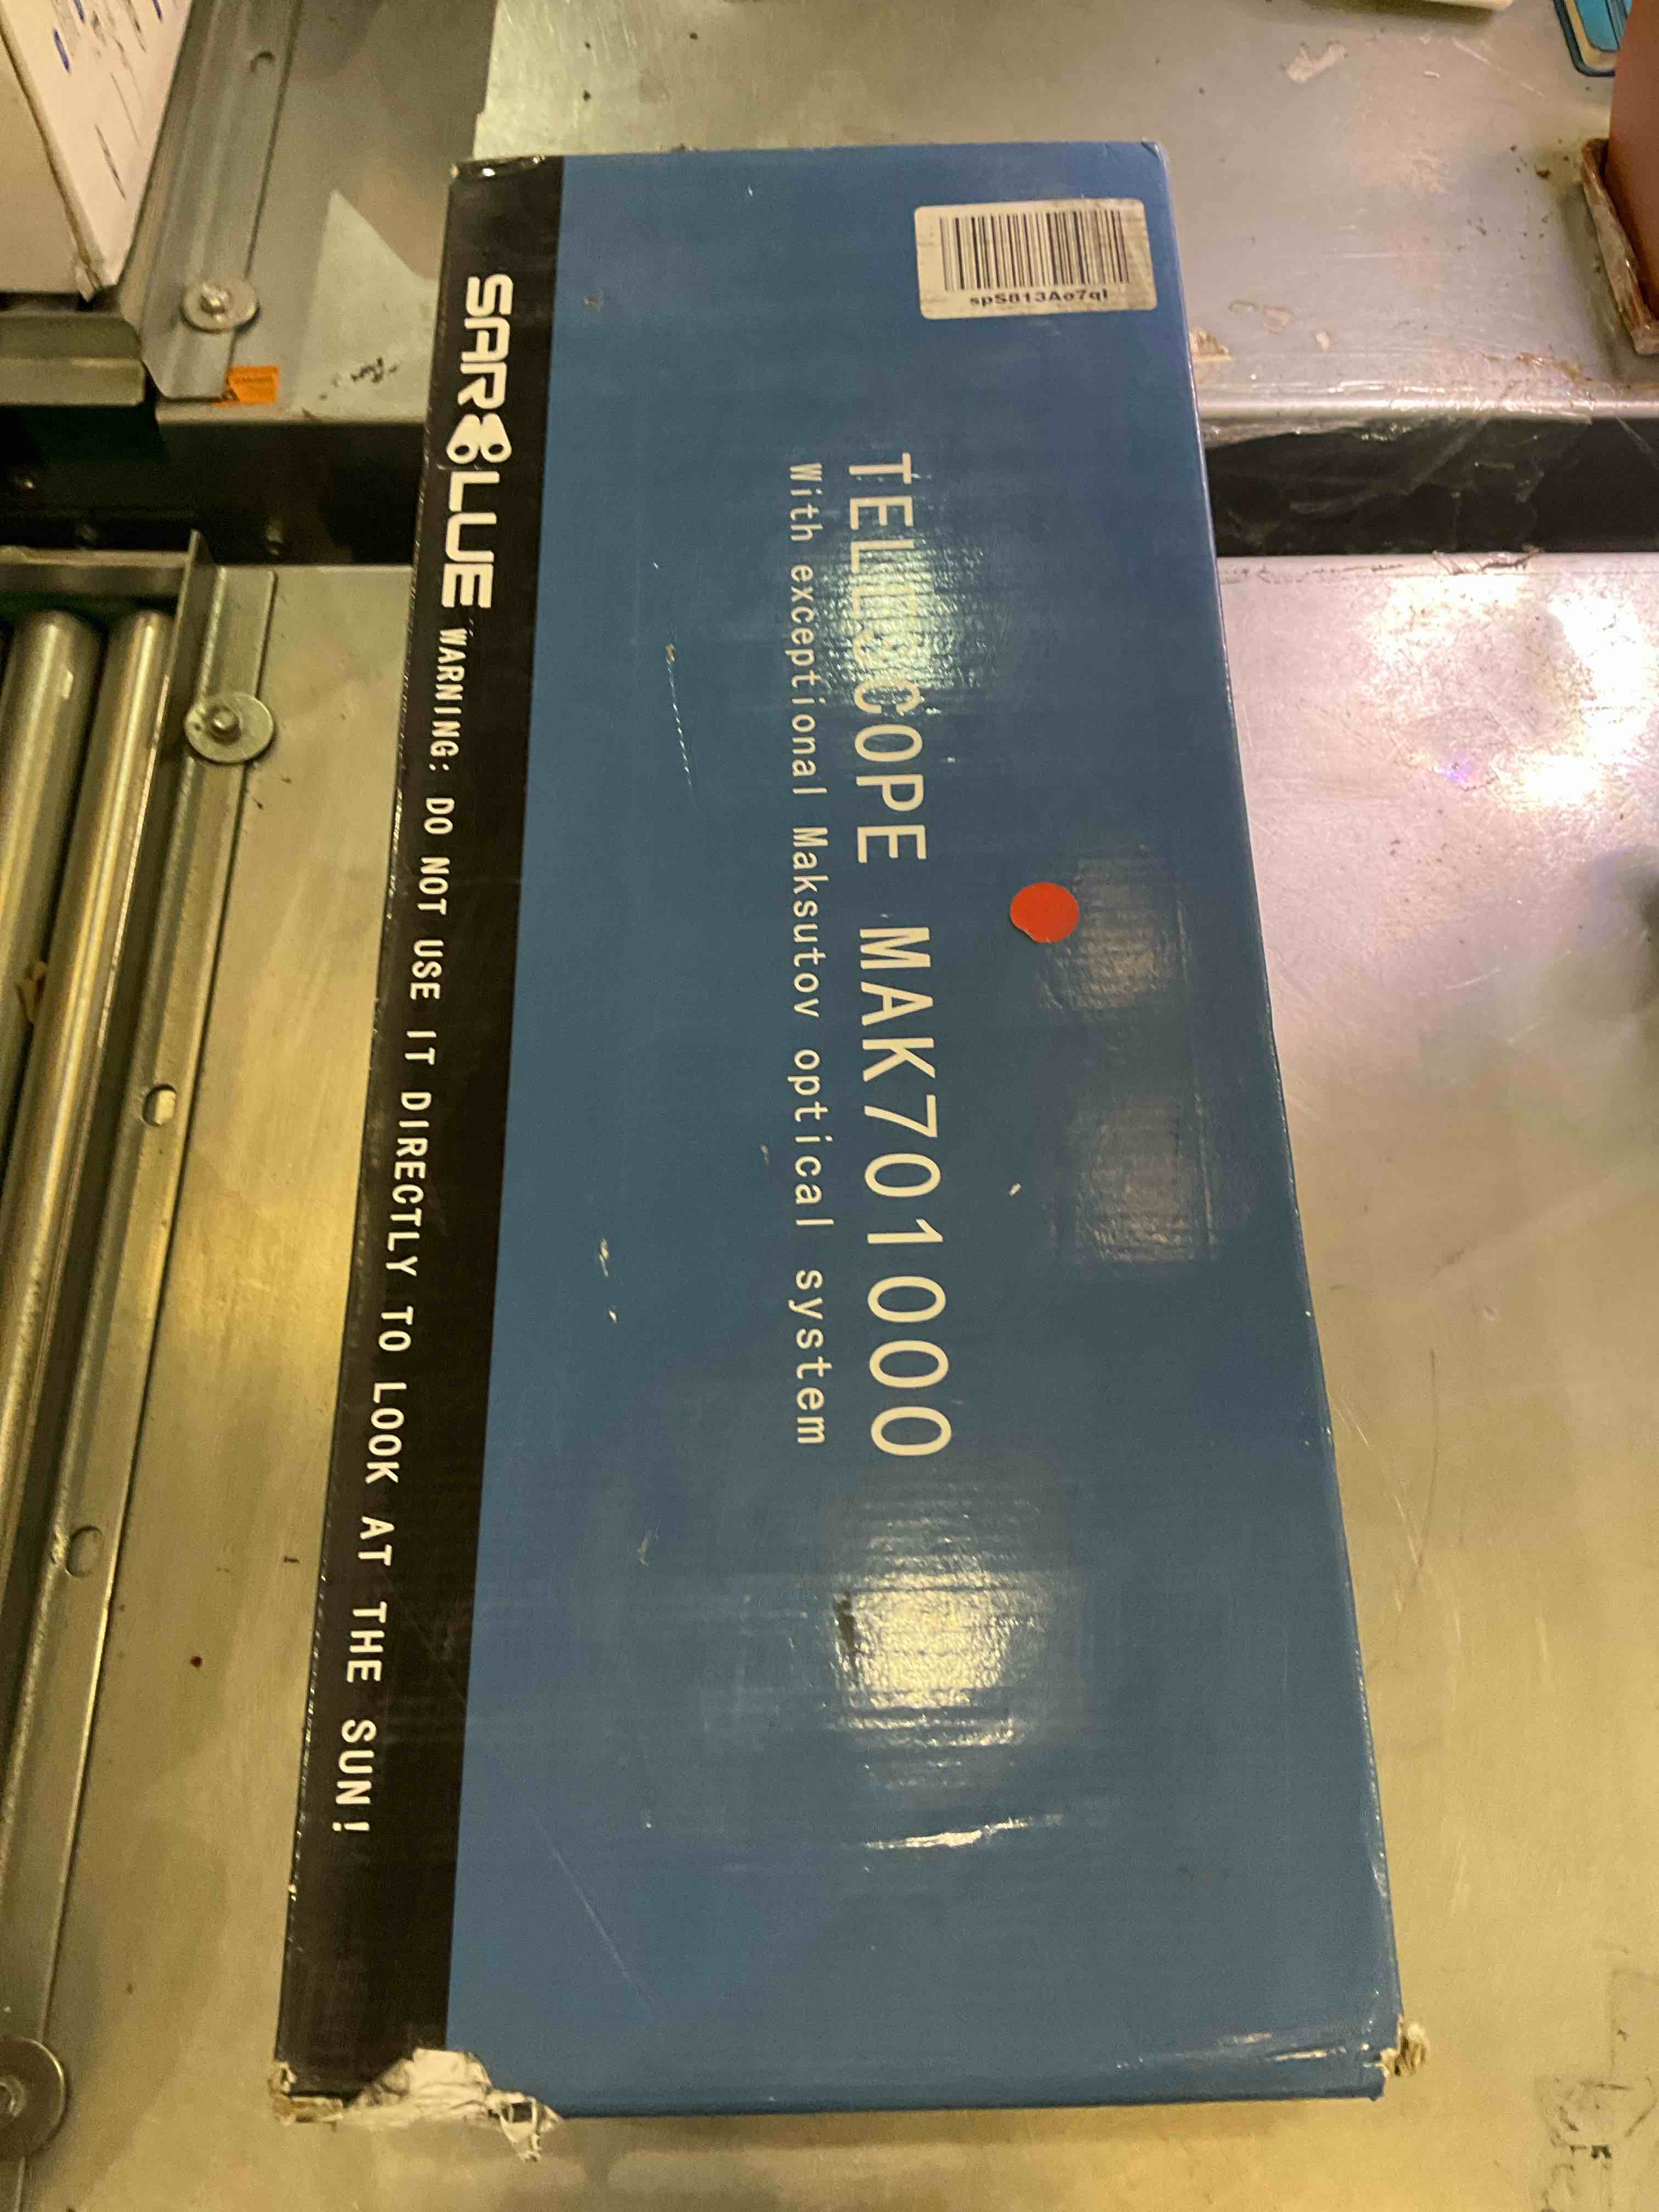 spS813Ao7ql
TELESCOPE MAK701000
With exceptional Maksutov optical system
SARBLUE WARNING: DO NOT USE IT DIRECTLY TO LOOK AT THE SUN!